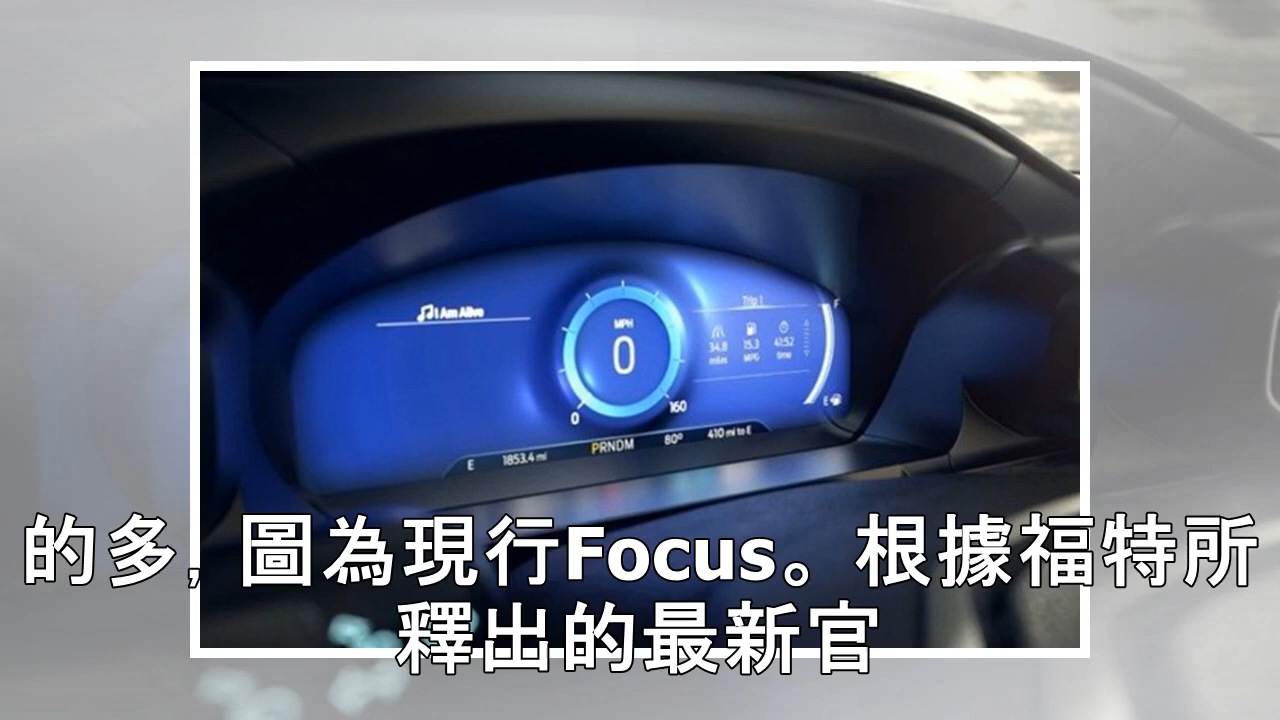 ♫ I Am Alive
Trip 1
F
MPH
0
34.8 15.3 41:52
miles MPG time
0
160
E
E 1853.4 mi PRNDM 80º 410 mi to E
的多, 圖為現行Focus。根據福特所
釋出的最新官